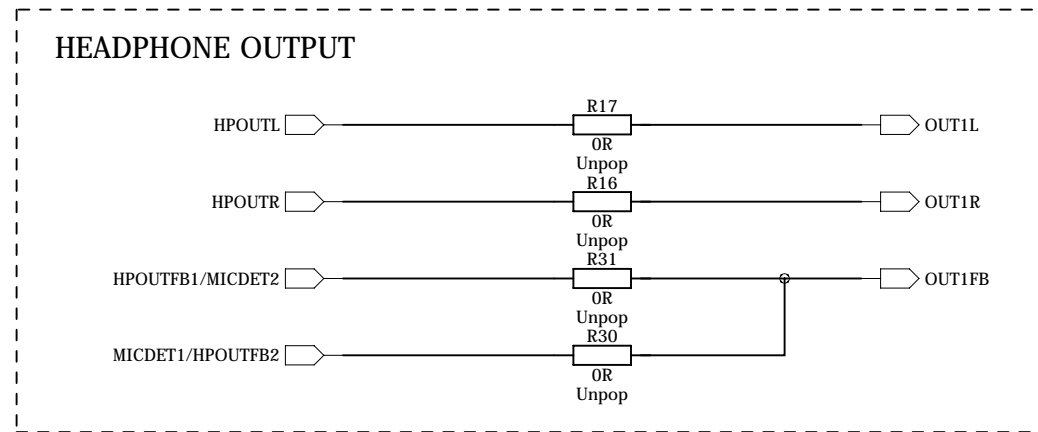 HEADPHONE OUTPUT
R17
HPOUTL
OUT1L
0R
Unpop
R16
HPOUTR
OUT1R
0R
Unpop
R31
HPOUTFB1/MICDET2
OUT1FB
0R
Unpop
R30
MICDET1/HPOUTFB2
0R
Unpop